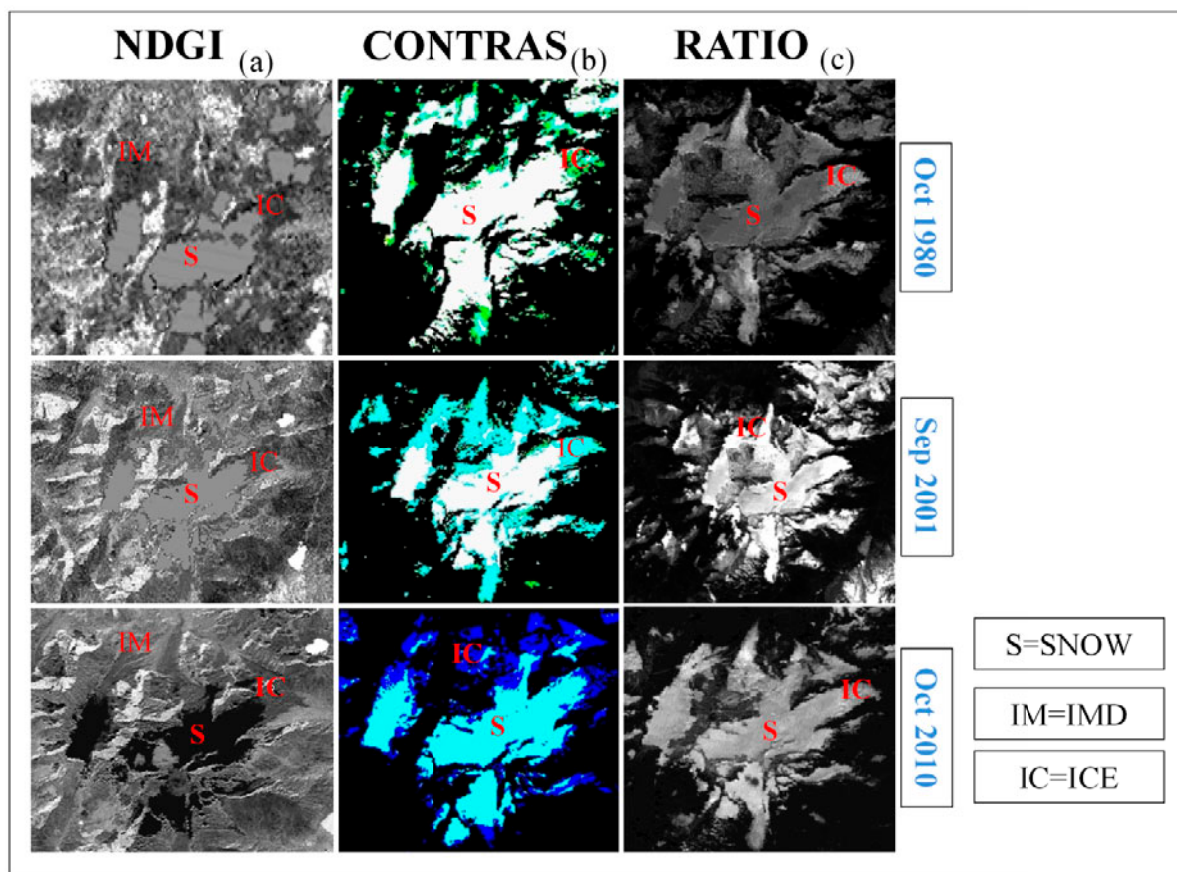 NDGI (a) CONTRAS (b) RATIO (c)
IM
IC
S
IC
S
IC
S
Oct 1980
IM
IC
S
IC
S
IC
S
Sep 2001
IM
IC
S
IC
S
IC
S
Oct 2010
S=SNOW
IM=IMD
IC=ICE